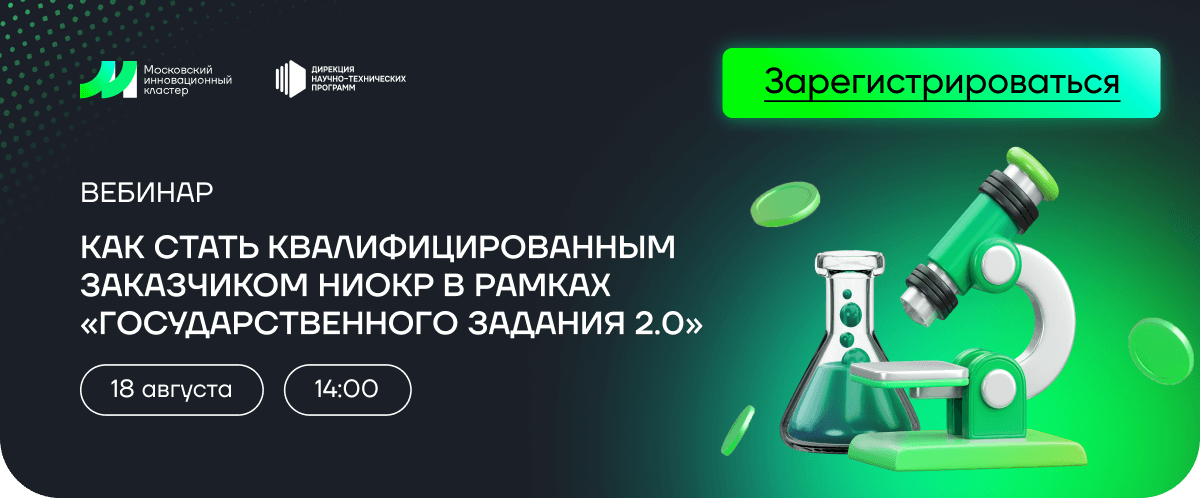 Московский
инновационный
кластер
ДИРЕКЦИЯ
НАУЧНО-ТЕХНИЧЕСКИХ
ПРОГРАММ
Зарегистрироваться
ВЕБИНАР
КАК СТАТЬ КВАЛИФИЦИРОВАННЫМ
ЗАКАЗЧИКОМ НИОКР В РАМКАХ
«ГОСУДАРСТВЕННОГО ЗАДАНИЯ 2.0»
18 августа
14:00